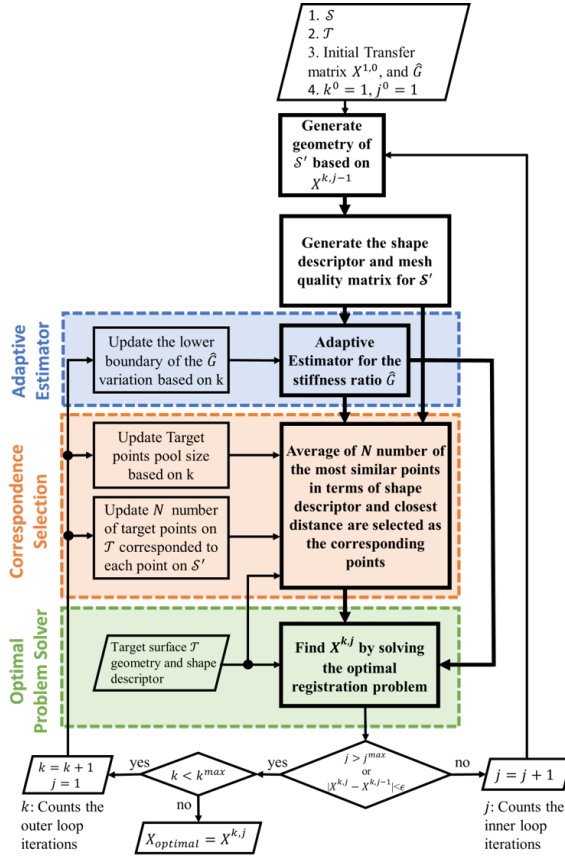 1. 𝒮
2. 𝒯
3. Initial Transfer
matrix X^{1,0}, and Ĝ
4. k^0 = 1, j^0 = 1
Generate
geometry of
𝒮′ based on
X^{k,j−1}
Generate the shape
descriptor and mesh
quality matrix for 𝒮′
Adaptive
Estimator
Update the lower
boundary of the Ĝ
variation based on k
Adaptive
Estimator for the
stiffness ratio Ĝ
Correspondence
Selection
Update Target
points pool size
based on k
Update N number
of target points on
𝒯 corresponded to
each point on 𝒮′
Average of N number of
the most similar points
in terms of shape
descriptor and closest
distance are selected as
the corresponding
points
Optimal
Problem Solver
Target surface 𝒯
geometry and shape
descriptor
Find X^{k,j} by solving
the optimal
registration problem
j > j^{max}
or
|X^{k,j} − X^{k,j−1}|<ϵ
yes
no
k < k^{max}
yes
no
k = k + 1
j = 1
k: Counts the
outer loop
iterations
X_{optimal} = X^{k,j}
j = j + 1
j: Counts the
inner loop
iterations